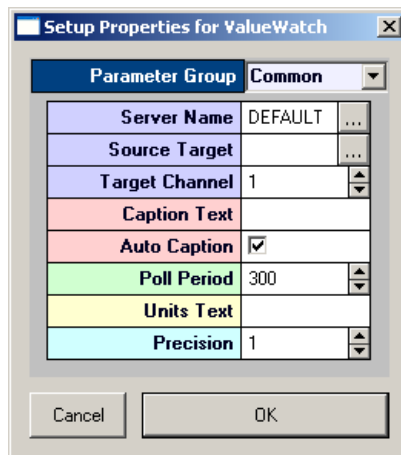 Setup Properties for ValueWatch
Parameter Group Common
Server Name DEFAULT ...
Source Target ...
Target Channel 1
Caption Text
Auto Caption
Poll Period 300
Units Text
Precision 1
Cancel OK